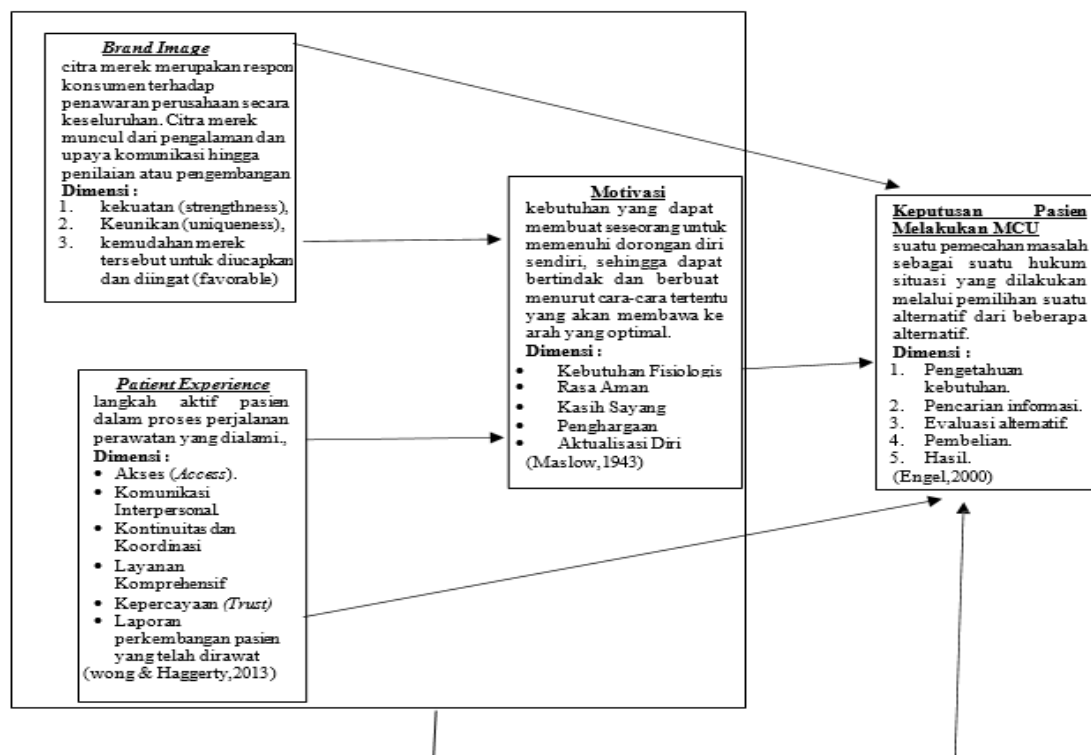 Brand Image
citra merek merupakan respon
konsumen terhadap
penawaran perusahaan secara
keseluruhan. Citra merek
muncul dari pengalaman dan
upaya komunikasi hingga
penilaian atau pengembangan
Dimensi :
1. kekuatan (strengthness),
2. Keunikan (uniqueness),
3. kemudahan merek
tersebut untuk diucapkan
dan diingat (favorable)
Patient Experience
langkah aktif pasien
dalam proses perjalanan
perawatan yang dialami.,
Dimensi :
• Akses (Access).
• Komunikasi
Interpersonal
• Kontinuitas dan
Koordinasi
• Layanan
Komprehensif
• Kepercayaan (Trust)
• Laporan
perkembangan pasien
yang telah dirawat
(wong & Haggerty,2013)
Motivasi
kebutuhan yang dapat
membuat seseorang untuk
memenuhi dorongan diri
sendiri, sehingga dapat
bertindak dan berbuat
menurut cara-cara tertentu
yang akan membawa ke
arah yang optimal.
Dimensi :
• Kebutuhan Fisiologis
• Rasa Aman
• Kasih Sayang
• Penghargaan
• Aktualisasi Diri
(Maslow,1943)
Keputusan Pasien
Melakukan MCU
suatu pemecahan masalah
sebagai suatu hukum
situasi yang dilakukan
melalui pemilihan suatu
alternatif dari beberapa
alternatif.
Dimensi :
1. Pengetahuan
kebutuhan.
2. Pencarian informasi.
3. Evaluasi alternatif.
4. Pembelian.
5. Hasil.
(Engel,2000)